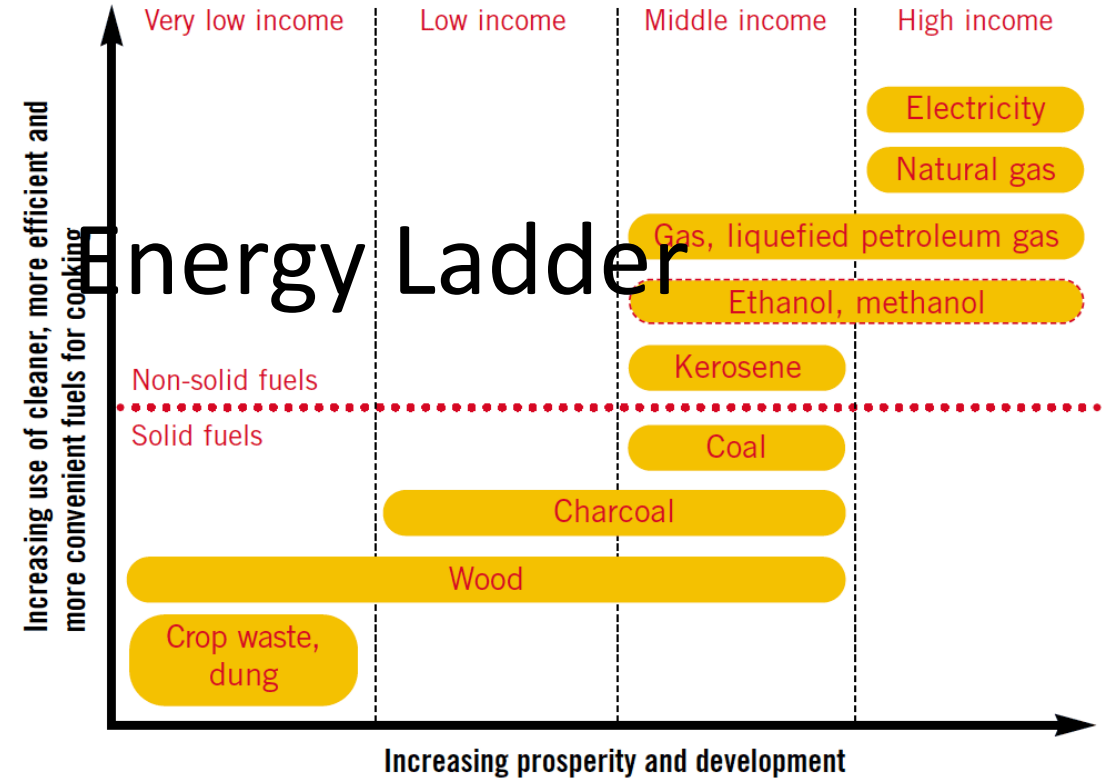 Very low income
Low income
Middle income
High income
Electricity
Natural gas
Gas, liquefied petroleum gas
Energy Ladder
Ethanol, methanol
Kerosene
Non-solid fuels
Solid fuels
Coal
Charcoal
Wood
Crop waste,
dung
Increasing use of cleaner, more efficient and
more convenient fuels for cooking
Increasing prosperity and development